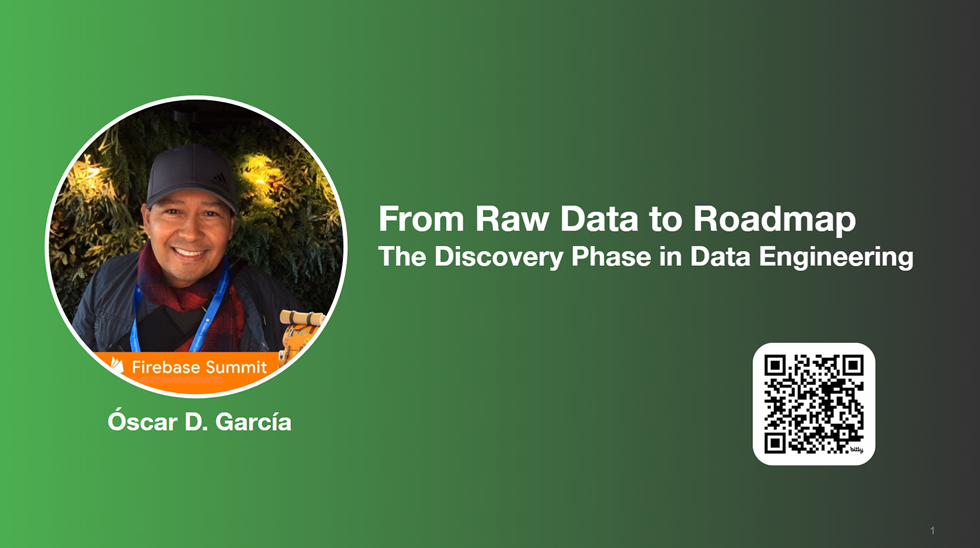 From Raw Data to Roadmap
The Discovery Phase in Data Engineering
Firebase Summit
Óscar D. García
bitly
1